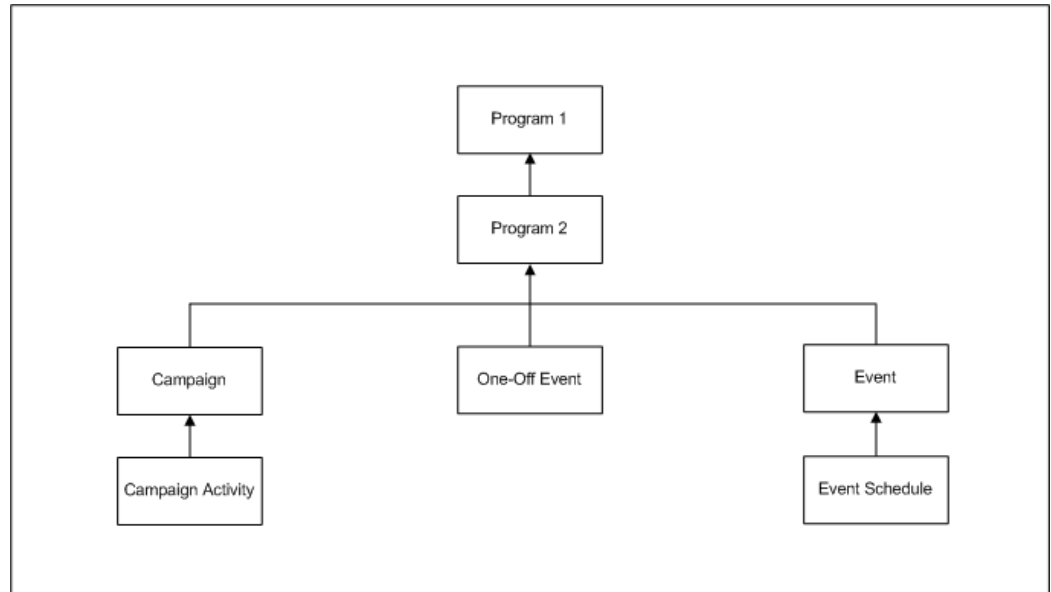 Program 1
Program 2
Campaign
One-Off Event
Event
Campaign Activity
Event Schedule